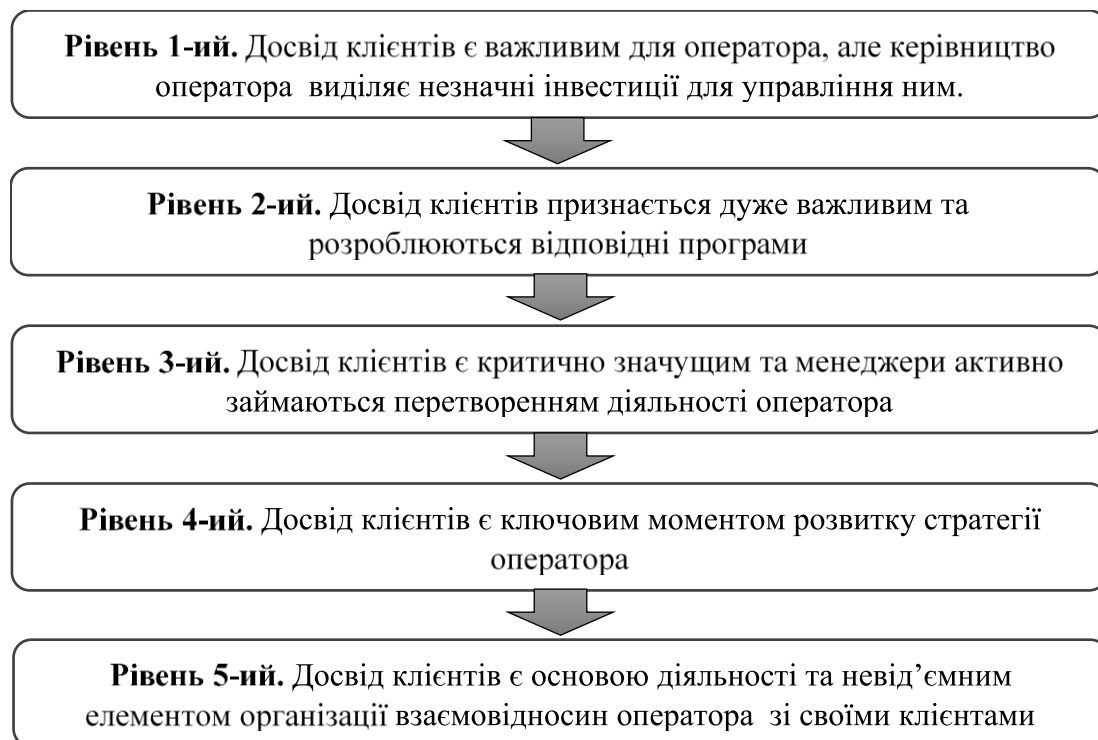 Рівень 1-ий. Досвід клієнтів є важливим для оператора, але керівництво
оператора виділяє незначні інвестиції для управління ним.
Рівень 2-ий. Досвід клієнтів признається дуже важливим та
розроблюються відповідні програми
Рівень 3-ий. Досвід клієнтів є критично значущим та менеджери активно
займаються перетворенням діяльності оператора
Рівень 4-ий. Досвід клієнтів є ключовим моментом розвитку стратегії
оператора
Рівень 5-ий. Досвід клієнтів є основою діяльності та невід’ємним
елементом організації взаємовідносин оператора зі своїми клієнтами